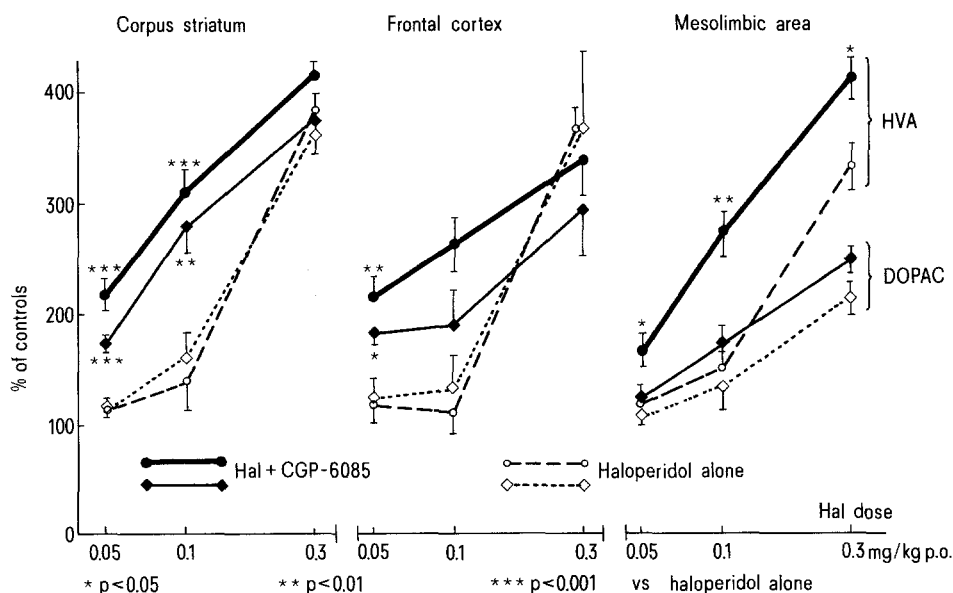 Corpus striatum Frontal cortex Mesolimbic area
% of controls
400
300
200
100
0
*** *** *** **
** *
* ** *
HVA
DOPAC
Hal + CGP-6085 Haloperidol alone
Hal dose
0.05 0.1 0.3 0.05 0.1 0.3 0.05 0.1 0.3 mg/kg p.o.
* p<0.05 ** p<0.01 *** p<0.001 vs haloperidol alone